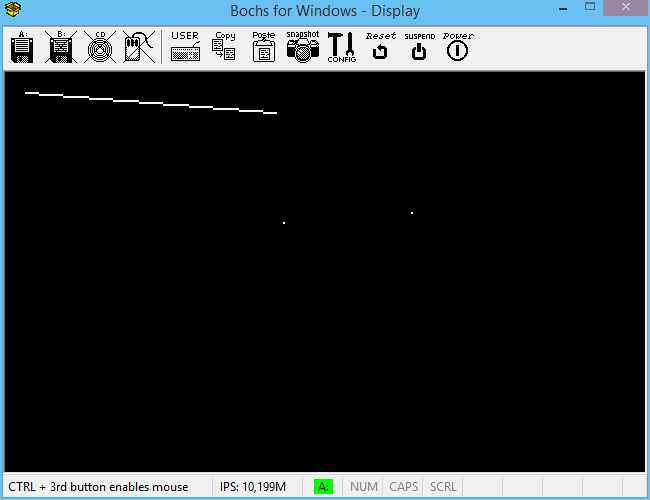 Bochs for Windows - Display
A: B: CD USER Copy Paste snapshot CONFIG Reset SUSPEND Power
CTRL + 3rd button enables mouse IPS: 10,199M A: NUM CAPS SCRL